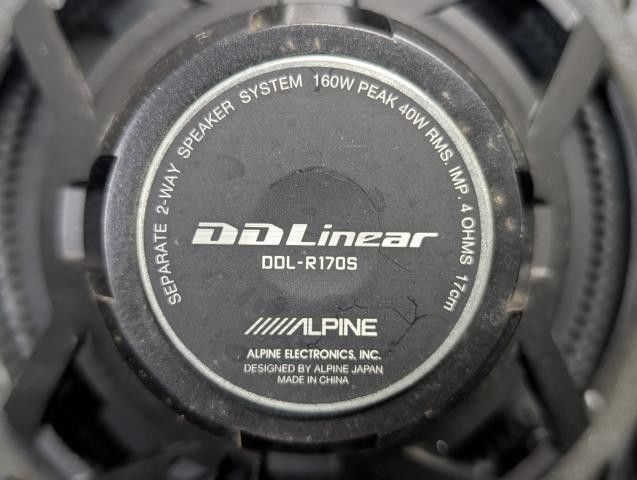 SEPARATE 2-WAY SPEAKER SYSTEM 160W PEAK 40W RMS. IMP. 4 OHMS 17cm
DDLinear
DDL-R170S
ALPINE
ALPINE ELECTRONICS, INC.
DESIGNED BY ALPINE JAPAN
MADE IN CHINA